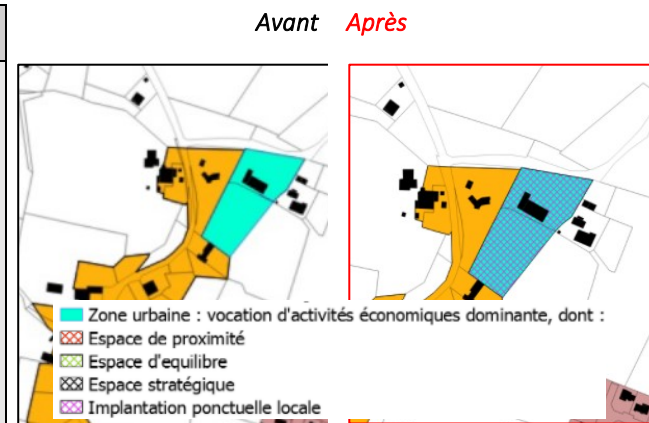 Avant Après
Zone urbaine : vocation d'activités économiques dominante, dont :
Espace de proximité
Espace d'equilibre
Espace stratégique
Implantation ponctuelle locale